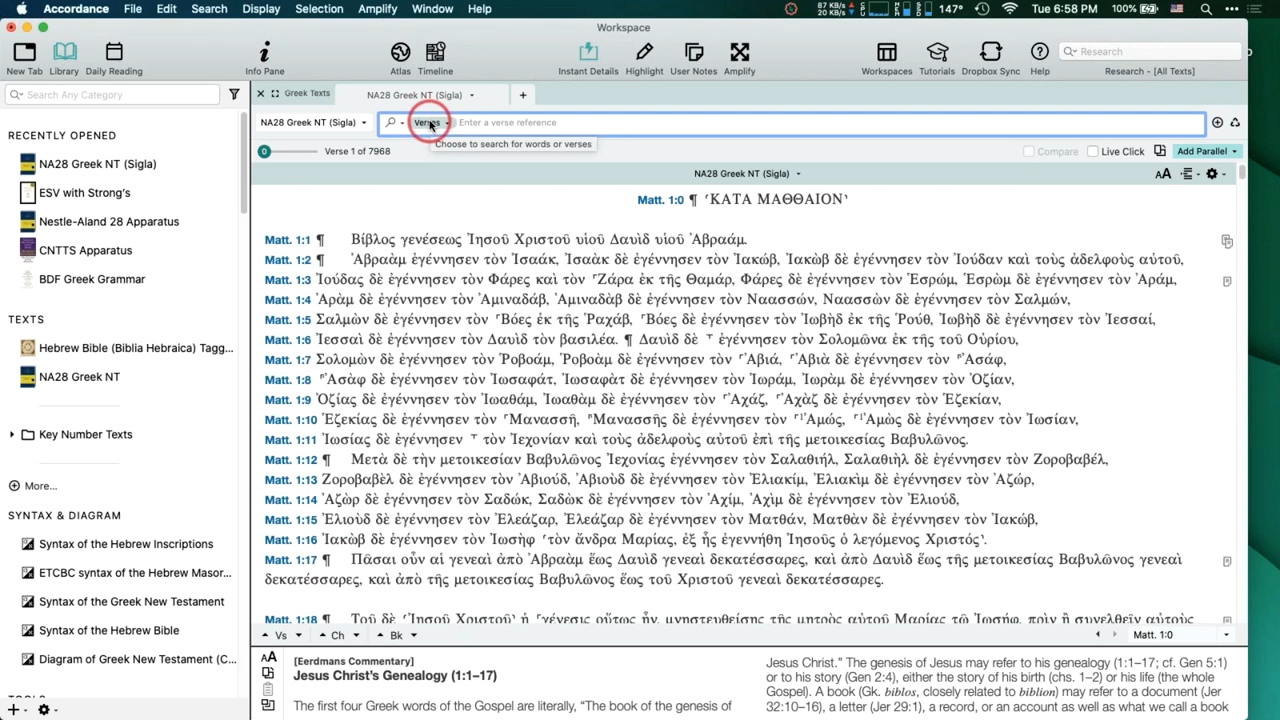 Accordance File Edit Search Display Selection Amplify Window Help 87 KB/s 20 KB/s 147° Tue 6:58 PM 100%
Workspace
New Tab Library Daily Reading Info Pane Atlas Timeline Instant Details Highlight User Notes Amplify Workspaces Tutorials Dropbox Sync Help Research
Research - [All Texts]
Search Any Category
Greek Texts NA28 Greek NT (Sigla)
NA28 Greek NT (Sigla) Verses Enter a verse reference
Choose to search for words or verses
0 Verse 1 of 7968 Compare Live Click Add Parallel
NA28 Greek NT (Sigla)
RECENTLY OPENED
NA28 Greek NT (Sigla)
ESV with Strong's
Nestle-Aland 28 Apparatus
CNTTS Apparatus
BDF Greek Grammar
TEXTS
Hebrew Bible (Biblia Hebraica) Tagg...
NA28 Greek NT
Key Number Texts
More...
SYNTAX & DIAGRAM
Syntax of the Hebrew Inscriptions
ETCBC syntax of the Hebrew Masor...
Syntax of the Greek New Testament
Syntax of the Hebrew Bible
Diagram of Greek New Testament (C...
Matt. 1:0 ¶ ⸂ΚΑΤΑ ΜΑΘΘΑΙΟΝ⸃
Matt. 1:1 ¶ Βίβλος γενέσεως Ἰησοῦ Χριστοῦ υἱοῦ Δαυὶδ υἱοῦ Ἀβραάμ.
Matt. 1:2 ¶ Ἀβραὰμ ἐγέννησεν τὸν Ἰσαάκ, Ἰσαὰκ δὲ ἐγέννησεν τὸν Ἰακώβ, Ἰακὼβ δὲ ἐγέννησεν τὸν Ἰούδαν καὶ τοὺς ἀδελφοὺς αὐτοῦ,
Matt. 1:3 Ἰούδας δὲ ἐγέννησεν τὸν Φάρες καὶ τὸν ⸀Ζάρα ἐκ τῆς Θαμάρ, Φάρες δὲ ἐγέννησεν τὸν Ἑσρώμ, Ἑσρὼμ δὲ ἐγέννησεν τὸν Ἀράμ,
Matt. 1:4 Ἀρὰμ δὲ ἐγέννησεν τὸν Ἀμιναδάβ, Ἀμιναδὰβ δὲ ἐγέννησεν τὸν Ναασσών, Ναασσὼν δὲ ἐγέννησεν τὸν Σαλμών,
Matt. 1:5 Σαλμὼν δὲ ἐγέννησεν τὸν ⸀Βόες ἐκ τῆς Ῥαχάβ, ⸀Βόες δὲ ἐγέννησεν τὸν Ἰωβὴδ ἐκ τῆς Ῥούθ, Ἰωβὴδ δὲ ἐγέννησεν τὸν Ἰεσσαί,
Matt. 1:6 Ἰεσσαὶ δὲ ἐγέννησεν τὸν Δαυὶδ τὸν βασιλέα. ¶ Δαυὶδ δὲ ⸆ ἐγέννησεν τὸν Σολομῶνα ἐκ τῆς τοῦ Οὐρίου,
Matt. 1:7 Σολομὼν δὲ ἐγέννησεν τὸν Ῥοβοάμ, Ῥοβοὰμ δὲ ἐγέννησεν τὸν ⸀Ἀβιά, ⸀Ἀβιὰ δὲ ἐγέννησεν τὸν ⸁Ἀσάφ,
Matt. 1:8 ⸁Ἀσὰφ δὲ ἐγέννησεν τὸν Ἰωσαφάτ, Ἰωσαφὰτ δὲ ἐγέννησεν τὸν Ἰωράμ, Ἰωρὰμ δὲ ἐγέννησεν τὸν Ὀζίαν,
Matt. 1:9 Ὀζίας δὲ ἐγέννησεν τὸν Ἰωαθάμ, Ἰωαθὰμ δὲ ἐγέννησεν τὸν ⸀Ἀχάζ, ⸀Ἀχὰζ δὲ ἐγέννησεν τὸν Ἑζεκίαν,
Matt. 1:10 Ἑζεκίας δὲ ἐγέννησεν τὸν ⸀Μανασσῆ, ⸁Μανασσῆς δὲ ἐγέννησεν τὸν ⸀¹Ἀμώς, ⸀¹Ἀμὼς δὲ ἐγέννησεν τὸν Ἰωσίαν,
Matt. 1:11 Ἰωσίας δὲ ἐγέννησεν ⸆ τὸν Ἰεχονίαν καὶ τοὺς ἀδελφοὺς αὐτοῦ ἐπὶ τῆς μετοικεσίας Βαβυλῶνος.
Matt. 1:12 ¶ Μετὰ δὲ τὴν μετοικεσίαν Βαβυλῶνος Ἰεχονίας ἐγέννησεν τὸν Σαλαθιήλ, Σαλαθιὴλ δὲ ἐγέννησεν τὸν Ζοροβαβέλ,
Matt. 1:13 Ζοροβαβὲλ δὲ ἐγέννησεν τὸν Ἀβιούδ, Ἀβιοὺδ δὲ ἐγέννησεν τὸν Ἐλιακίμ, Ἐλιακὶμ δὲ ἐγέννησεν τὸν Ἀζώρ,
Matt. 1:14 Ἀζὼρ δὲ ἐγέννησεν τὸν Σαδώκ, Σαδὼκ δὲ ἐγέννησεν τὸν Ἀχίμ, Ἀχὶμ δὲ ἐγέννησεν τὸν Ἐλιούδ,
Matt. 1:15 Ἐλιοὺδ δὲ ἐγέννησεν τὸν Ἐλεάζαρ, Ἐλεάζαρ δὲ ἐγέννησεν τὸν Ματθάν, Ματθὰν δὲ ἐγέννησεν τὸν Ἰακώβ,
Matt. 1:16 Ἰακὼβ δὲ ἐγέννησεν τὸν Ἰωσὴφ ⸂τὸν ἄνδρα Μαρίας, ἐξ ἧς ἐγεννήθη Ἰησοῦς ὁ λεγόμενος Χριστός⸃.
Matt. 1:17 ¶ Πᾶσαι οὖν αἱ γενεαὶ ἀπὸ Ἀβραὰμ ἕως Δαυὶδ γενεαὶ δεκατέσσαρες, καὶ ἀπὸ Δαυὶδ ἕως τῆς μετοικεσίας Βαβυλῶνος γενεαὶ
δεκατέσσαρες, καὶ ἀπὸ τῆς μετοικεσίας Βαβυλῶνος ἕως τοῦ Χριστοῦ γενεαὶ δεκατέσσαρες.
Matt. 1:18 ¶ Τοῦ δὲ ⸂Ἰησοῦ Χριστοῦ⸃ ἡ ⸀γένεσις οὕτως ἦν. μνηστευθείσης τῆς μητρὸς αὐτοῦ Μαρίας τῷ Ἰωσήφ, πρὶν ἢ συνελθεῖν αὐτοὺς
Vs Ch Bk Matt. 1:0
[Eerdmans Commentary]
Jesus Christ's Genealogy (1:1–17)
The first four Greek words of the Gospel are literally, "The book of the genesis of
Jesus Christ." The genesis of Jesus may refer to his genealogy (1:1–17; cf. Gen 5:1)
or to his story (Gen 2:4), either the story of his birth (chs. 1–2) or his life (the whole
Gospel). A book (Gk. biblos, closely related to biblion) may refer to a document (Jer
32:10–16), a letter (Jer 29:1), a record, or an account as well as what we call a book